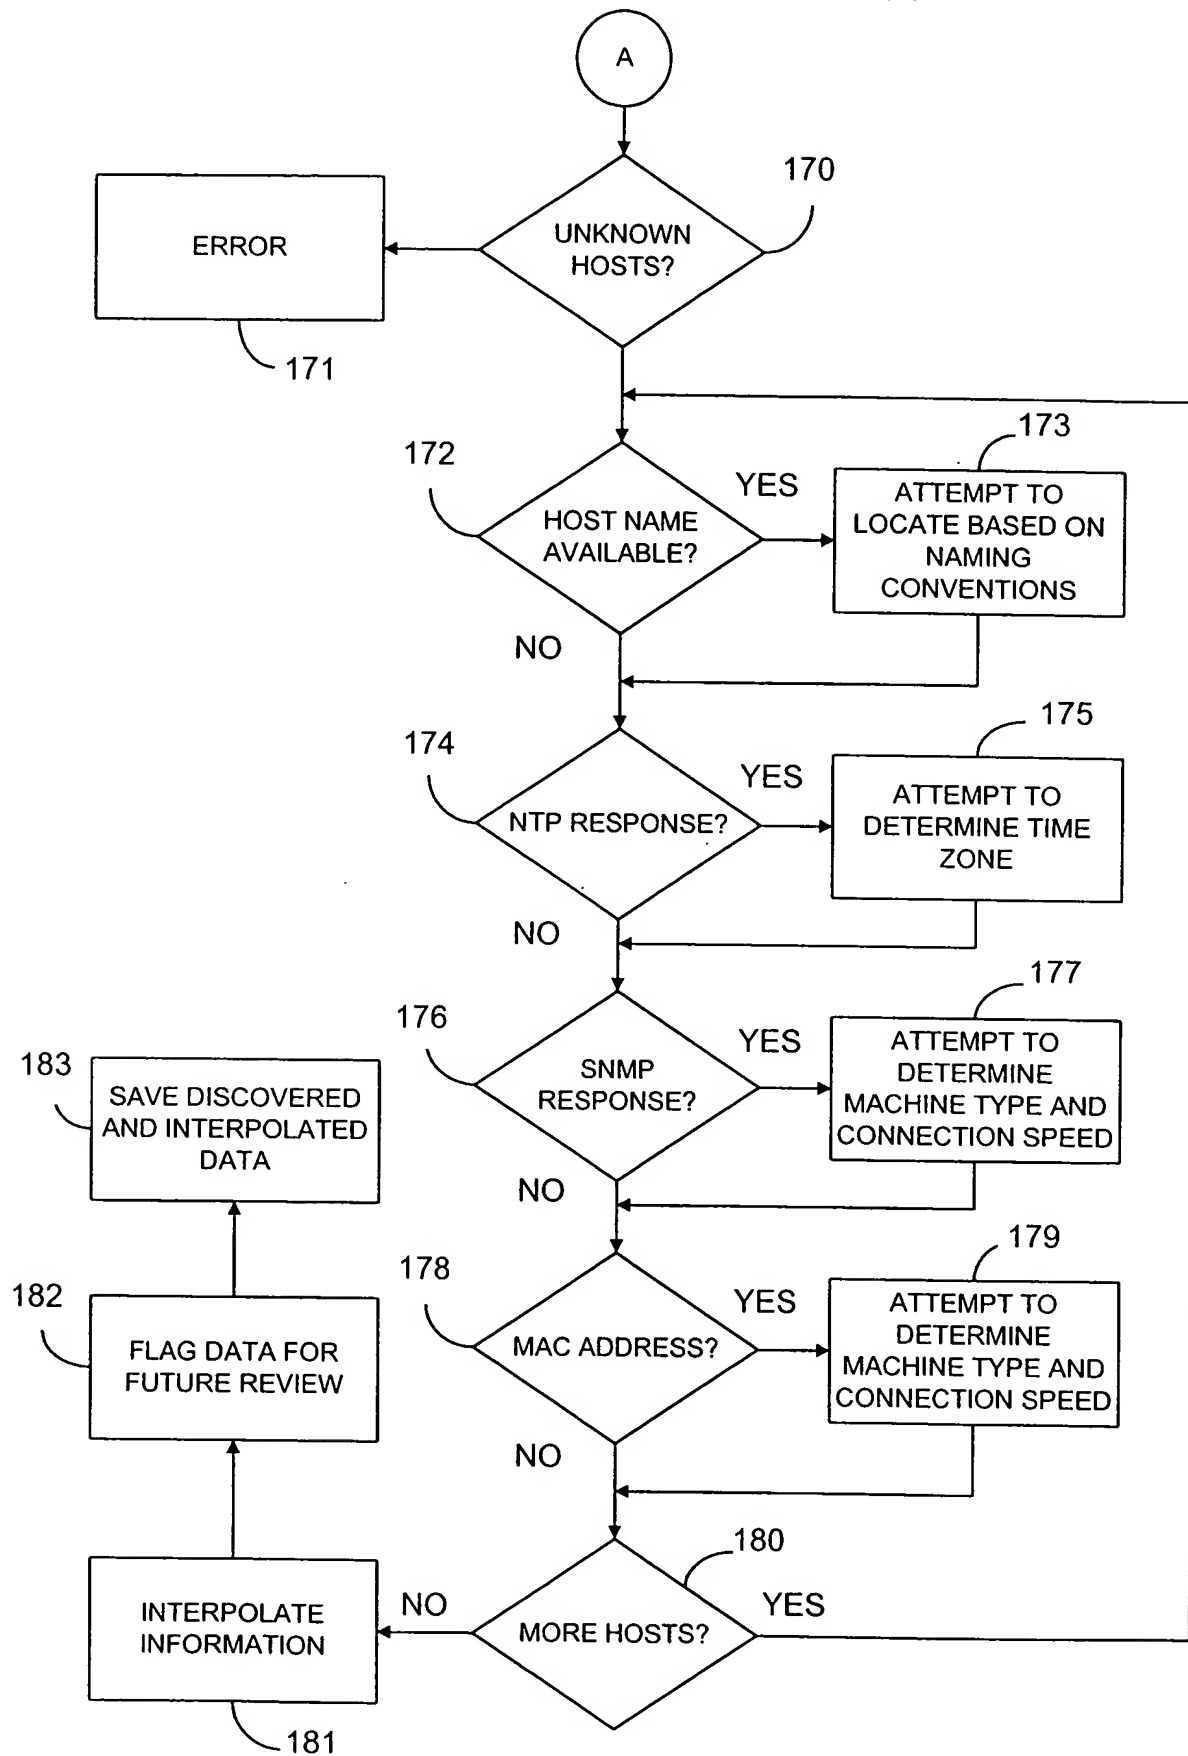 A
170
UNKNOWN
HOSTS?
ERROR
171
172
HOST NAME
AVAILABLE?
YES
173
ATTEMPT TO
LOCATE BASED ON
NAMING
CONVENTIONS
NO
174
NTP RESPONSE?
YES
175
ATTEMPT TO
DETERMINE TIME
ZONE
NO
176
SNMP
RESPONSE?
YES
177
ATTEMPT TO
DETERMINE
MACHINE TYPE AND
CONNECTION SPEED
NO
178
MAC ADDRESS?
YES
179
ATTEMPT TO
DETERMINE
MACHINE TYPE AND
CONNECTION SPEED
NO
180
MORE HOSTS?
YES
NO
INTERPOLATE
INFORMATION
181
182
FLAG DATA FOR
FUTURE REVIEW
183
SAVE DISCOVERED
AND INTERPOLATED
DATA